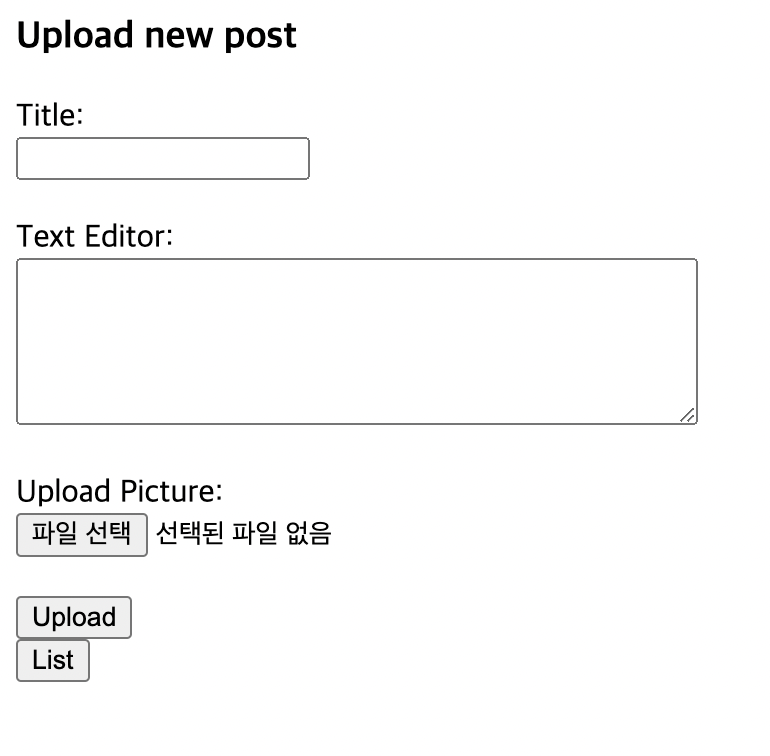 Upload new post
Title:
Text Editor:
Upload Picture:
파일 선택 선택된 파일 없음
Upload
List